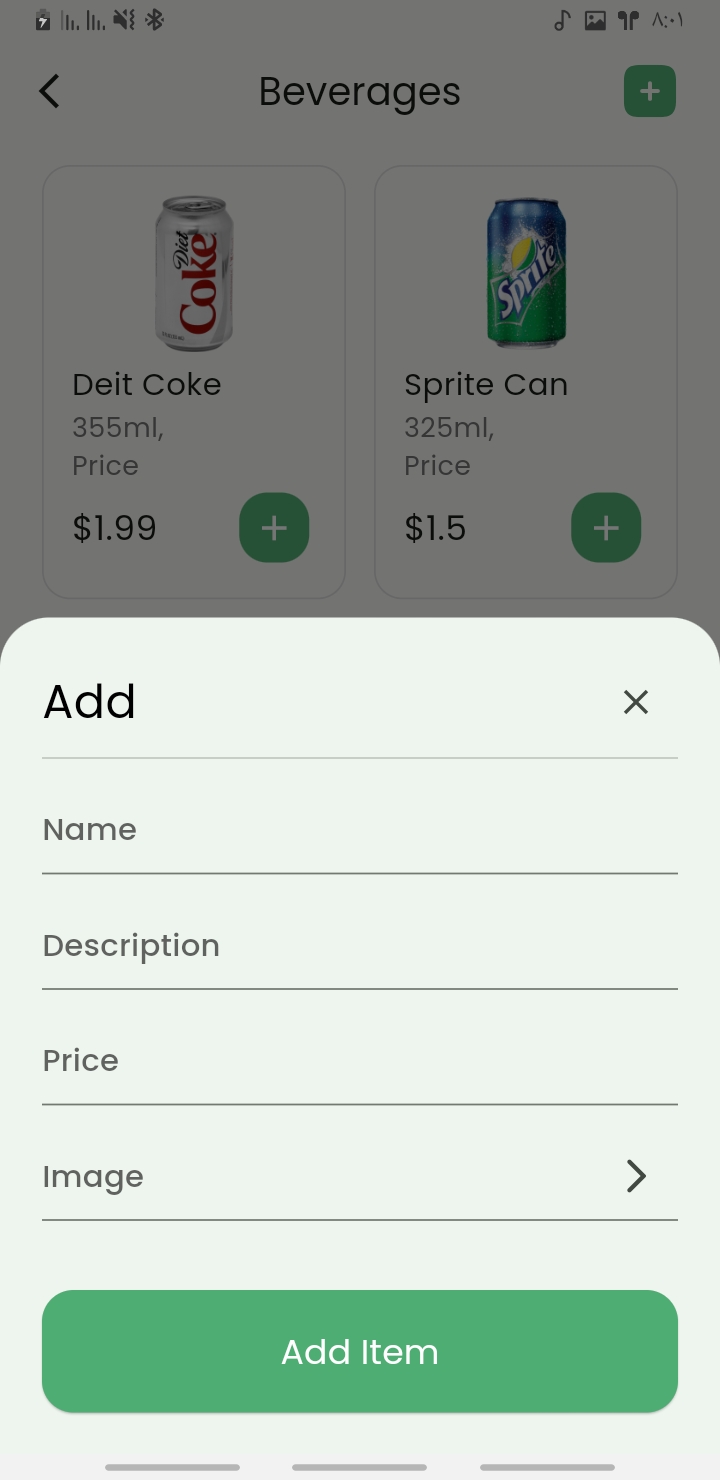 ٨:٠١
Beverages
Diet
Coke
Sprite
Deit Coke
355ml,
Price
$1.99
Sprite Can
325ml,
Price
$1.5
Add
Name
Description
Price
Image
Add Item